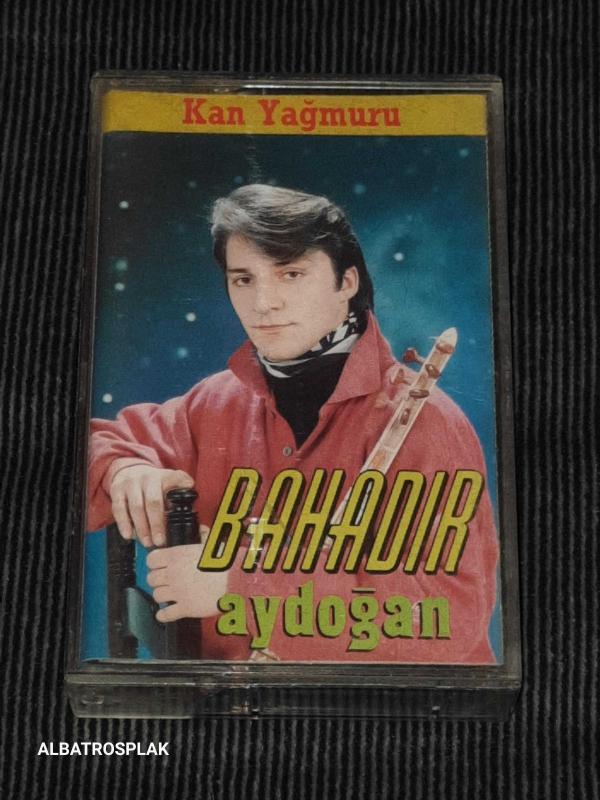 Kan Yağmuru
BAHADIR
aydoğan
ALBATROSPLAK